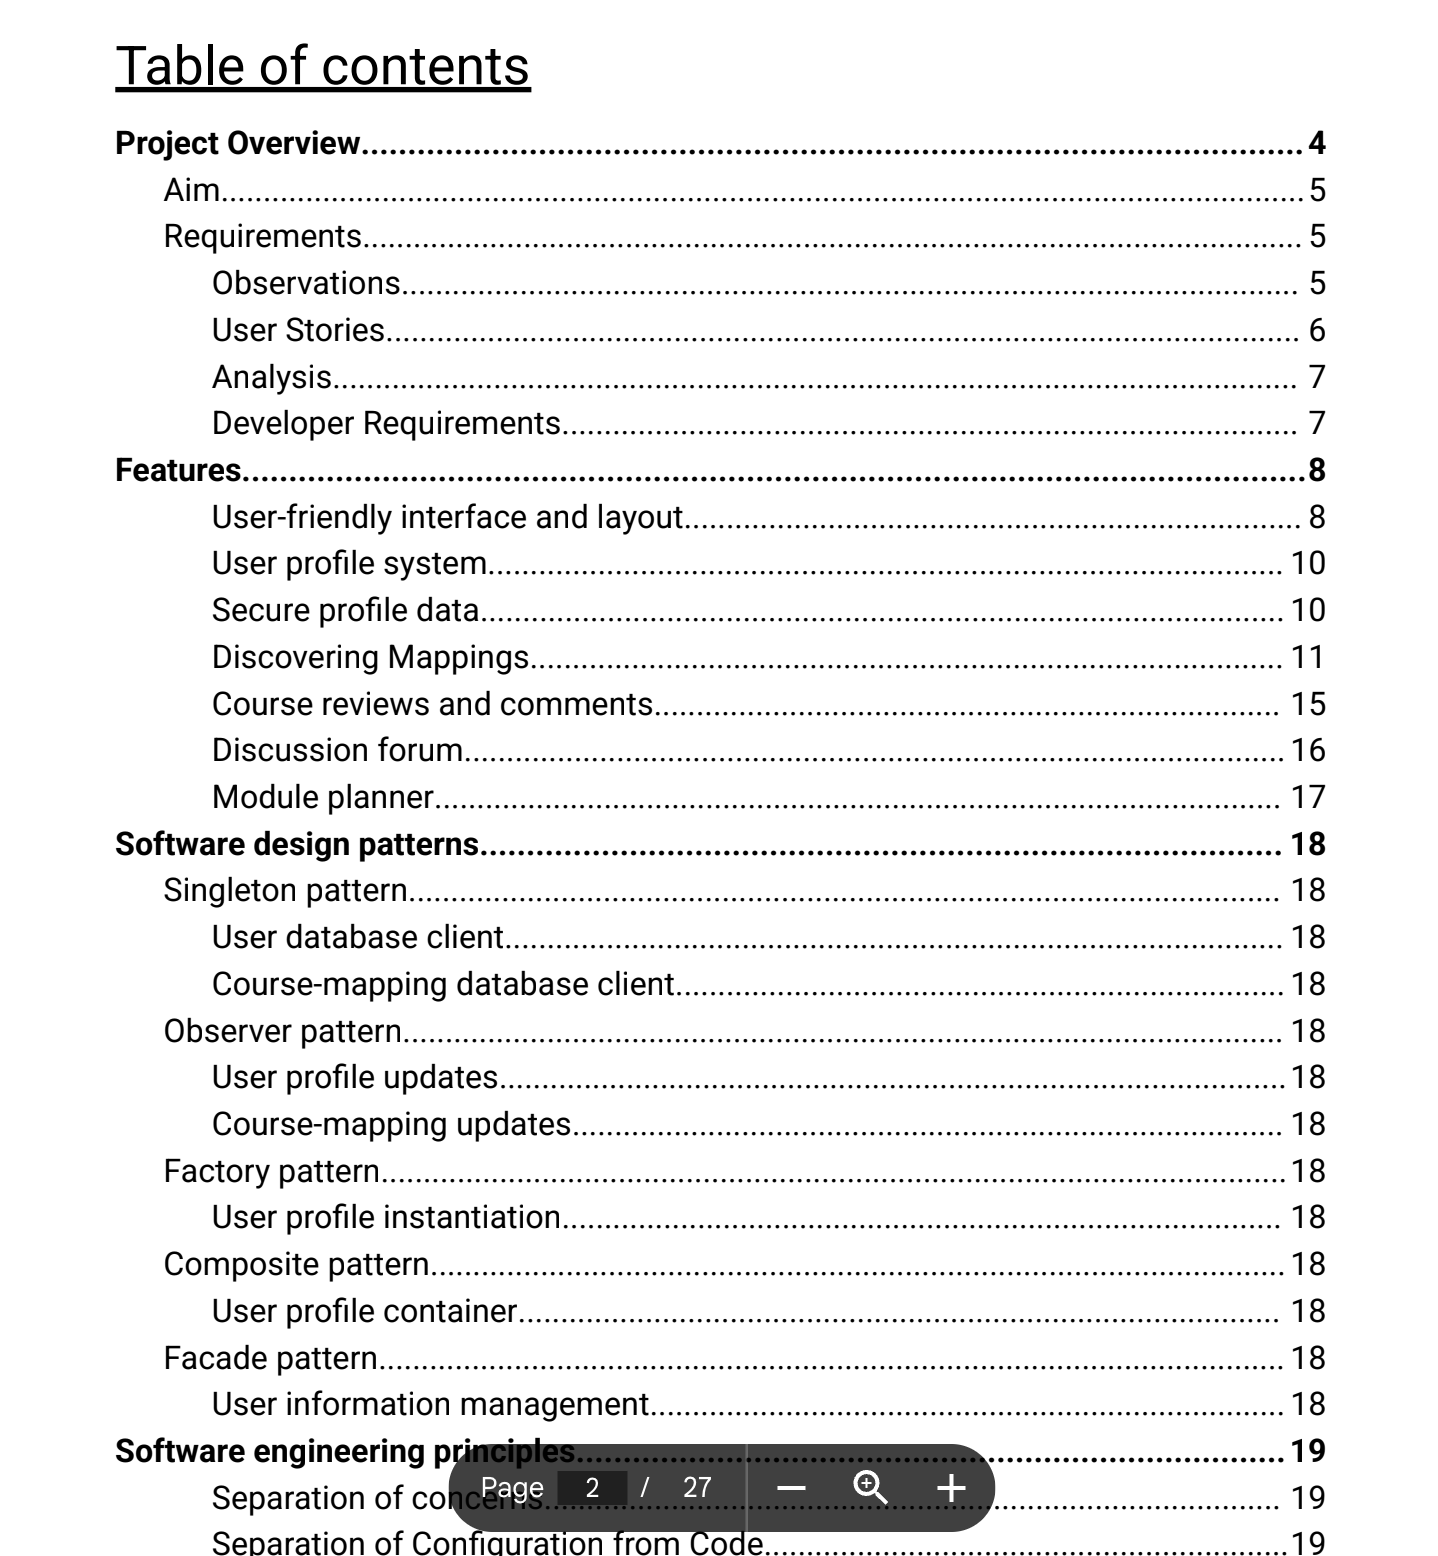 Table of contents
Project Overview........................................................................................................ 4
Aim........................................................................................................................ 5
Requirements........................................................................................................ 5
Observations................................................................................................... 5
User Stories..................................................................................................... 6
Analysis........................................................................................................... 7
Developer Requirements................................................................................. 7
Features......................................................................................................................8
User-friendly interface and layout.................................................................... 8
User profile system........................................................................................ 10
Secure profile data........................................................................................ 10
Discovering Mappings................................................................................... 11
Course reviews and comments..................................................................... 15
Discussion forum........................................................................................... 16
Module planner.............................................................................................. 17
Software design patterns........................................................................................ 18
Singleton pattern................................................................................................. 18
User database client...................................................................................... 18
Course-mapping database client................................................................... 18
Observer pattern................................................................................................. 18
User profile updates...................................................................................... 18
Course-mapping updates.............................................................................. 18
Factory pattern.................................................................................................... 18
User profile instantiation................................................................................ 18
Composite pattern............................................................................................... 18
User profile container.................................................................................... 18
Facade pattern.................................................................................................... 18
User information management...................................................................... 18
Software engineering principles............................................................................. 19
Separation of concerns.................................................................................. 19
Separation of Configuration from Code.........................................................19
Page 2 / 27